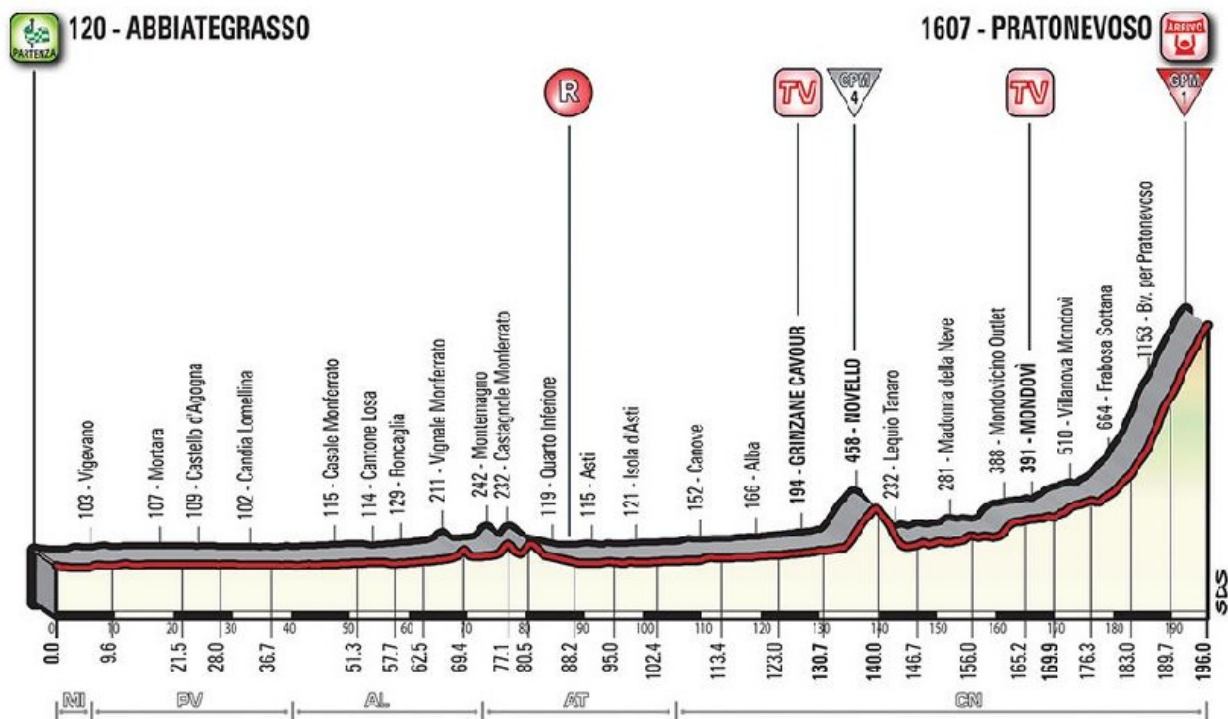 120 - ABBIATEGRASSO
1607 - PRATONEVOSO
PARTENZA
ARRIVO
R
TV
GPM
4
TV
GPM
1
103 - Vigevano
107 - Mortara
109 - Castello d'Agogna
102 - Candia Lomellina
115 - Casale Monferrato
114 - Cantone Losa
129 - Roncaglia
211 - Vignale Monferrato
242 - Montemagno
232 - Castagnole Monferrato
119 - Quarto Inferiore
115 - Asti
121 - Isola d'Asti
152 - Canove
166 - Alba
194 - GRINZANE CAVOUR
458 - NOVELLO
232 - Lequio Tanaro
281 - Madonna della Neve
388 - Mondovicino Outlet
391 - MONDOVÌ
510 - Villanova Mondovì
664 - Frabosa Sottana
1153 - Bv. per Pratonevoso
SDS
0 10 20 30 40 50 60 70 80 90 100 110 120 130 140 150 160 170 180 190
0.0 9.6 21.5 28.0 36.7 51.3 57.7 62.5 69.4 77.1 80.5 88.2 95.0 102.4 113.4 123.0 130.7 140.0 146.7 156.0 165.2 169.9 176.3 183.0 189.7 196.0
MI PV AL AT CN